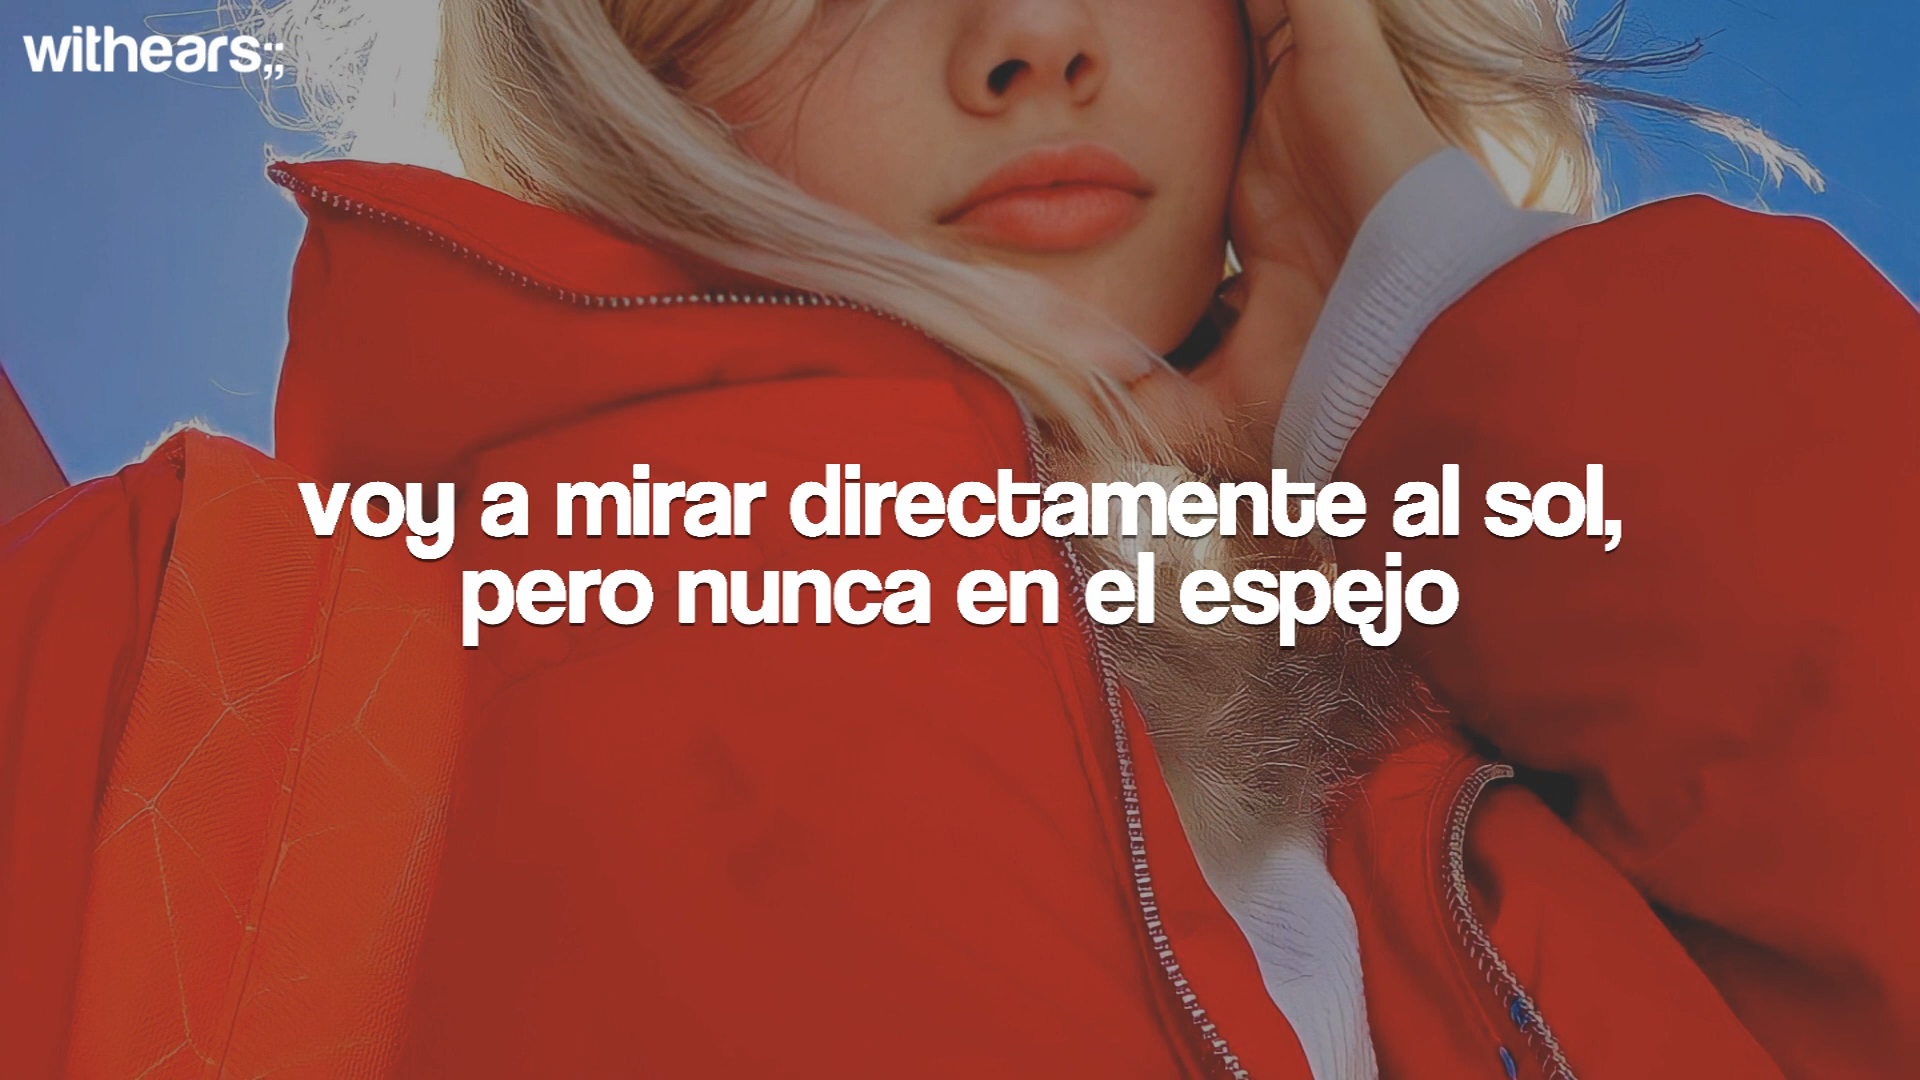 withears;;
voy a mirar directamente al sol,
pero nunca en el espejo